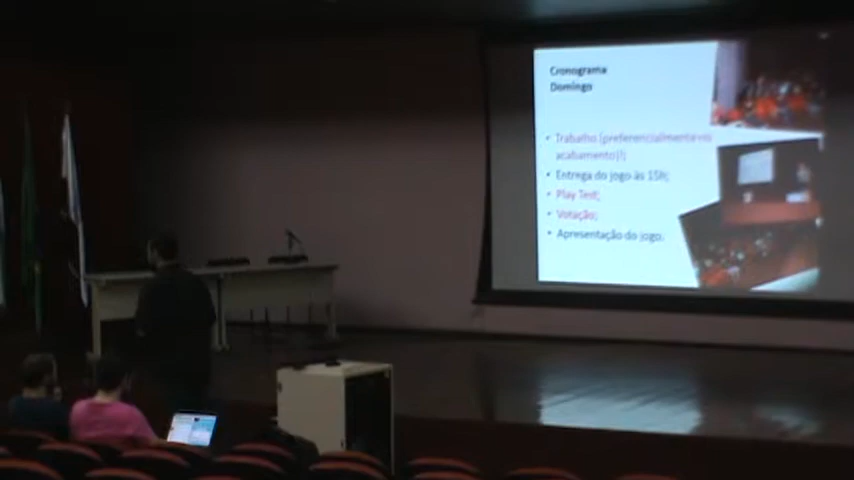 Cronograma
Domingo
• Trabalho (preferencialmente no
acabamento)!)
• Entrega do jogo às 15h;
• Play Test;
• Votação;
• Apresentação do jogo.